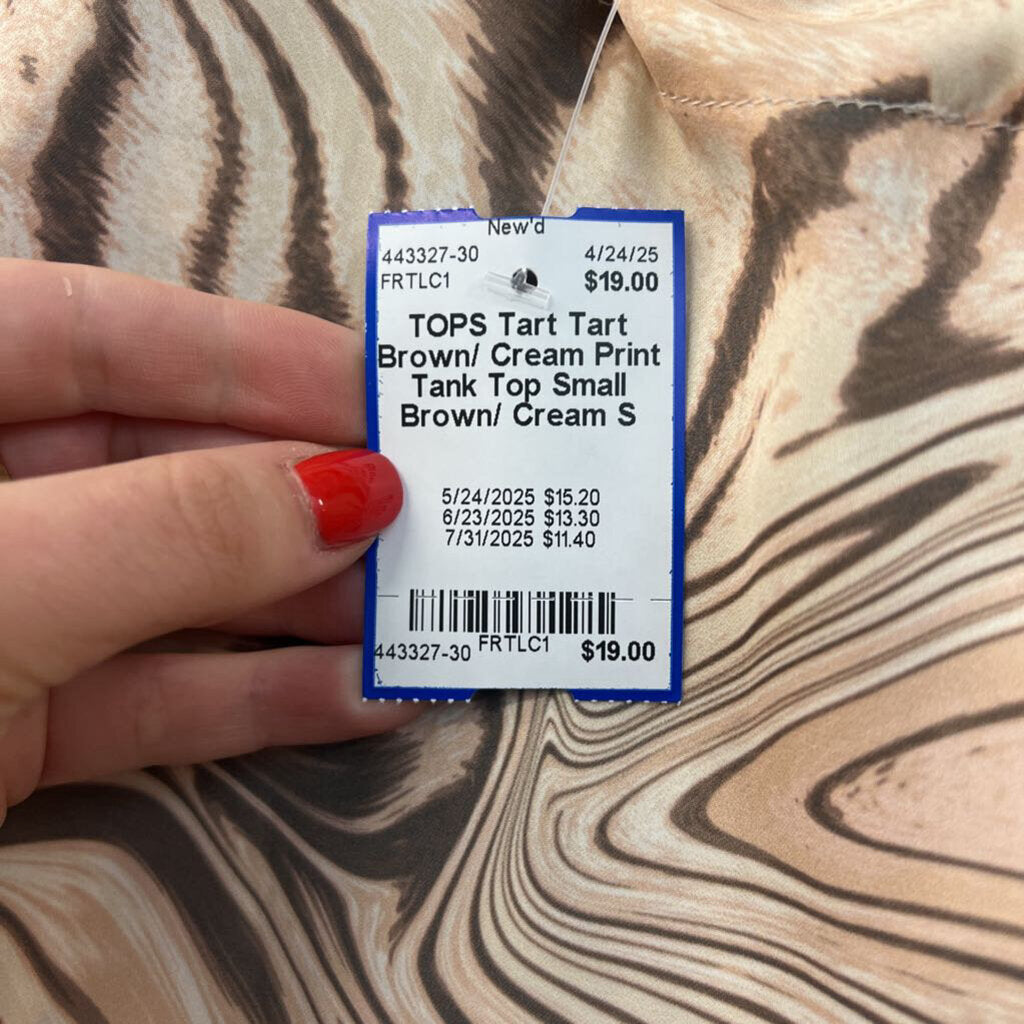 New'd
443327-30 4/24/25
FRTLC1 $19.00
TOPS Tart Tart
Brown/ Cream Print
Tank Top Small
Brown/ Cream S
5/24/2025 $15.20
6/23/2025 $13.30
7/31/2025 $11.40
443327-30 FRTLC1 $19.00